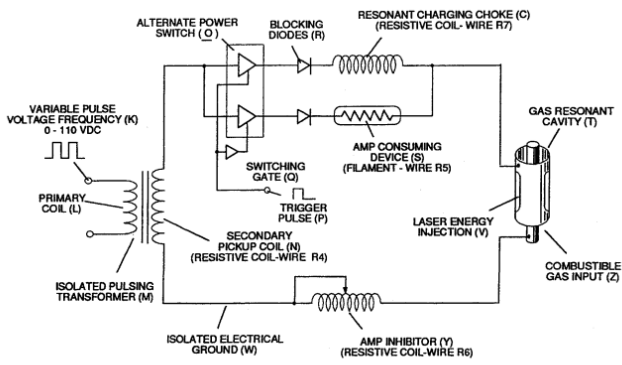 ALTERNATE POWER
SWITCH (O)
BLOCKING
DIODES (R)
RESONANT CHARGING CHOKE (C)
(RESISTIVE COIL- WIRE R7)
VARIABLE PULSE
VOLTAGE FREQUENCY (K)
0 - 110 VDC
GAS RESONANT
CAVITY (T)
AMP CONSUMING
DEVICE (S)
(FILAMENT - WIRE R5)
SWITCHING
GATE (Q)
TRIGGER
PULSE (P)
PRIMARY
COIL (L)
SECONDARY
PICKUP COIL (N)
(RESISTIVE COIL-WIRE R4)
LASER ENERGY
INJECTION (V)
COMBUSTIBLE
GAS INPUT (Z)
ISOLATED PULSING
TRANSFORMER (M)
ISOLATED ELECTRICAL
GROUND (W)
AMP INHIBITOR (Y)
(RESISTIVE COIL-WIRE R6)